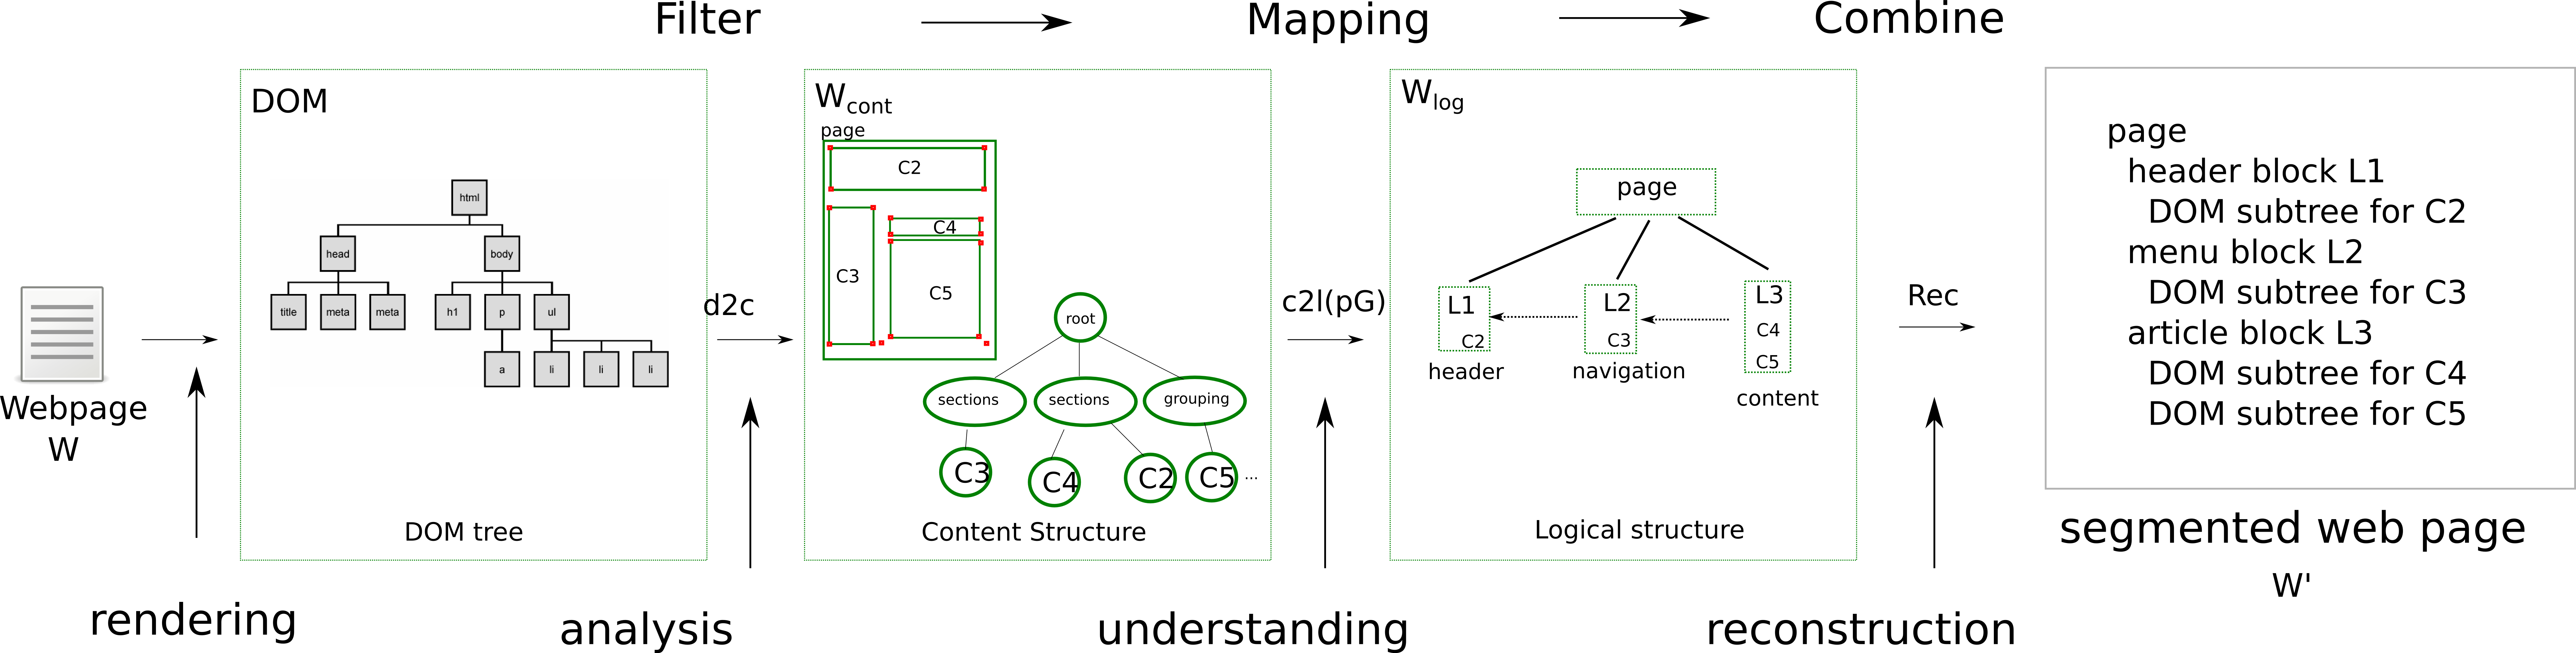 Filter
Mapping
Combine
Webpage
W
rendering
DOM
html
head
body
title
meta
meta
h1
p
ul
a
li
li
li
DOM tree
d2c
analysis
Wcont
page
C2
C3
C4
C5
root
sections
sections
grouping
C3
C4
C2
C5
...
Content Structure
c2l(pG)
understanding
Wlog
page
L1
C2
header
L2
C3
navigation
L3
C4
C5
content
Logical structure
Rec
reconstruction
page
header block L1
DOM subtree for C2
menu block L2
DOM subtree for C3
article block L3
DOM subtree for C4
DOM subtree for C5
segmented web page
W'